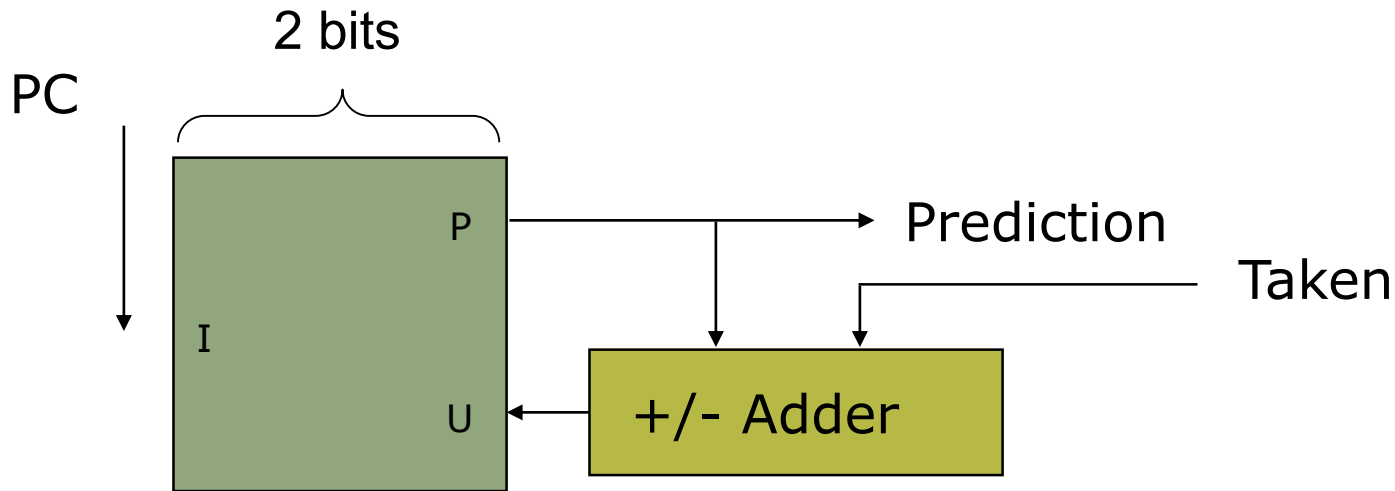 2 bits
PC
P
Prediction
Taken
I
U
+/- Adder